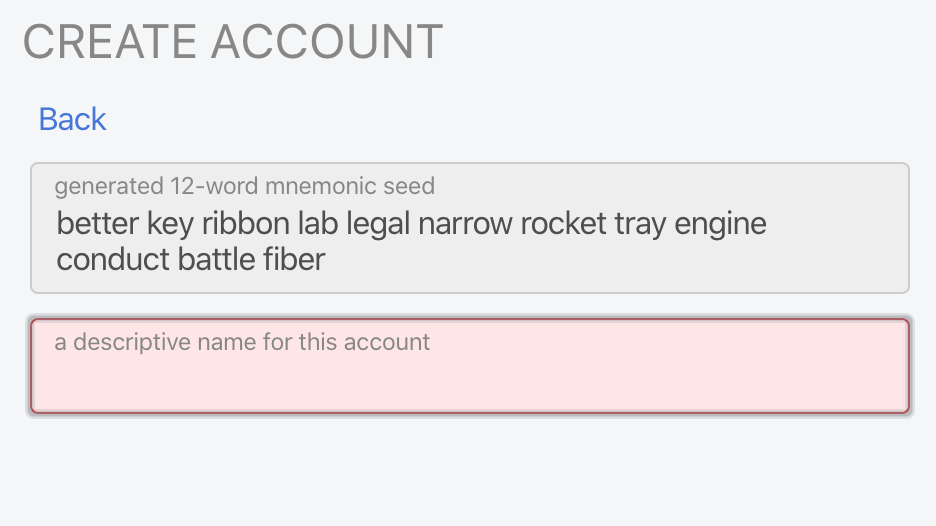 CREATE ACCOUNT
Back
generated 12-word mnemonic seed
better key ribbon lab legal narrow rocket tray engine
conduct battle fiber
a descriptive name for this account